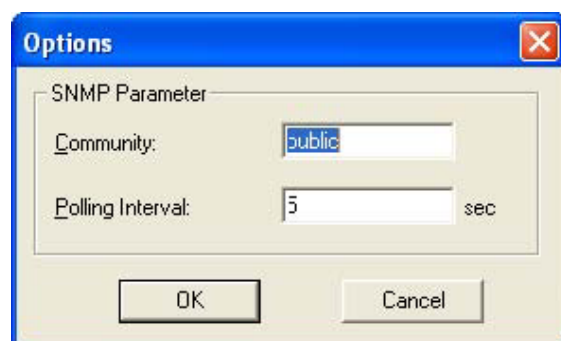 Options
SNMP Parameter
Community: public
Polling Interval: 5 sec
OK Cancel